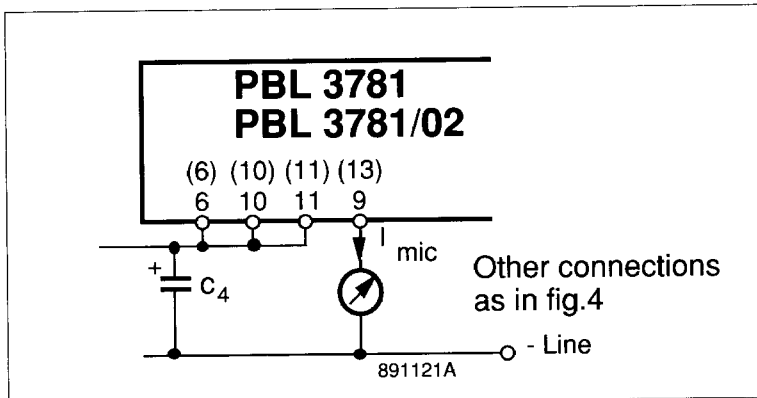 PBL 3781
PBL 3781/02
(6) (10) (11) (13)
6 10 11 9
I mic
+
C4
Other connections
as in fig.4
- Line
891121A